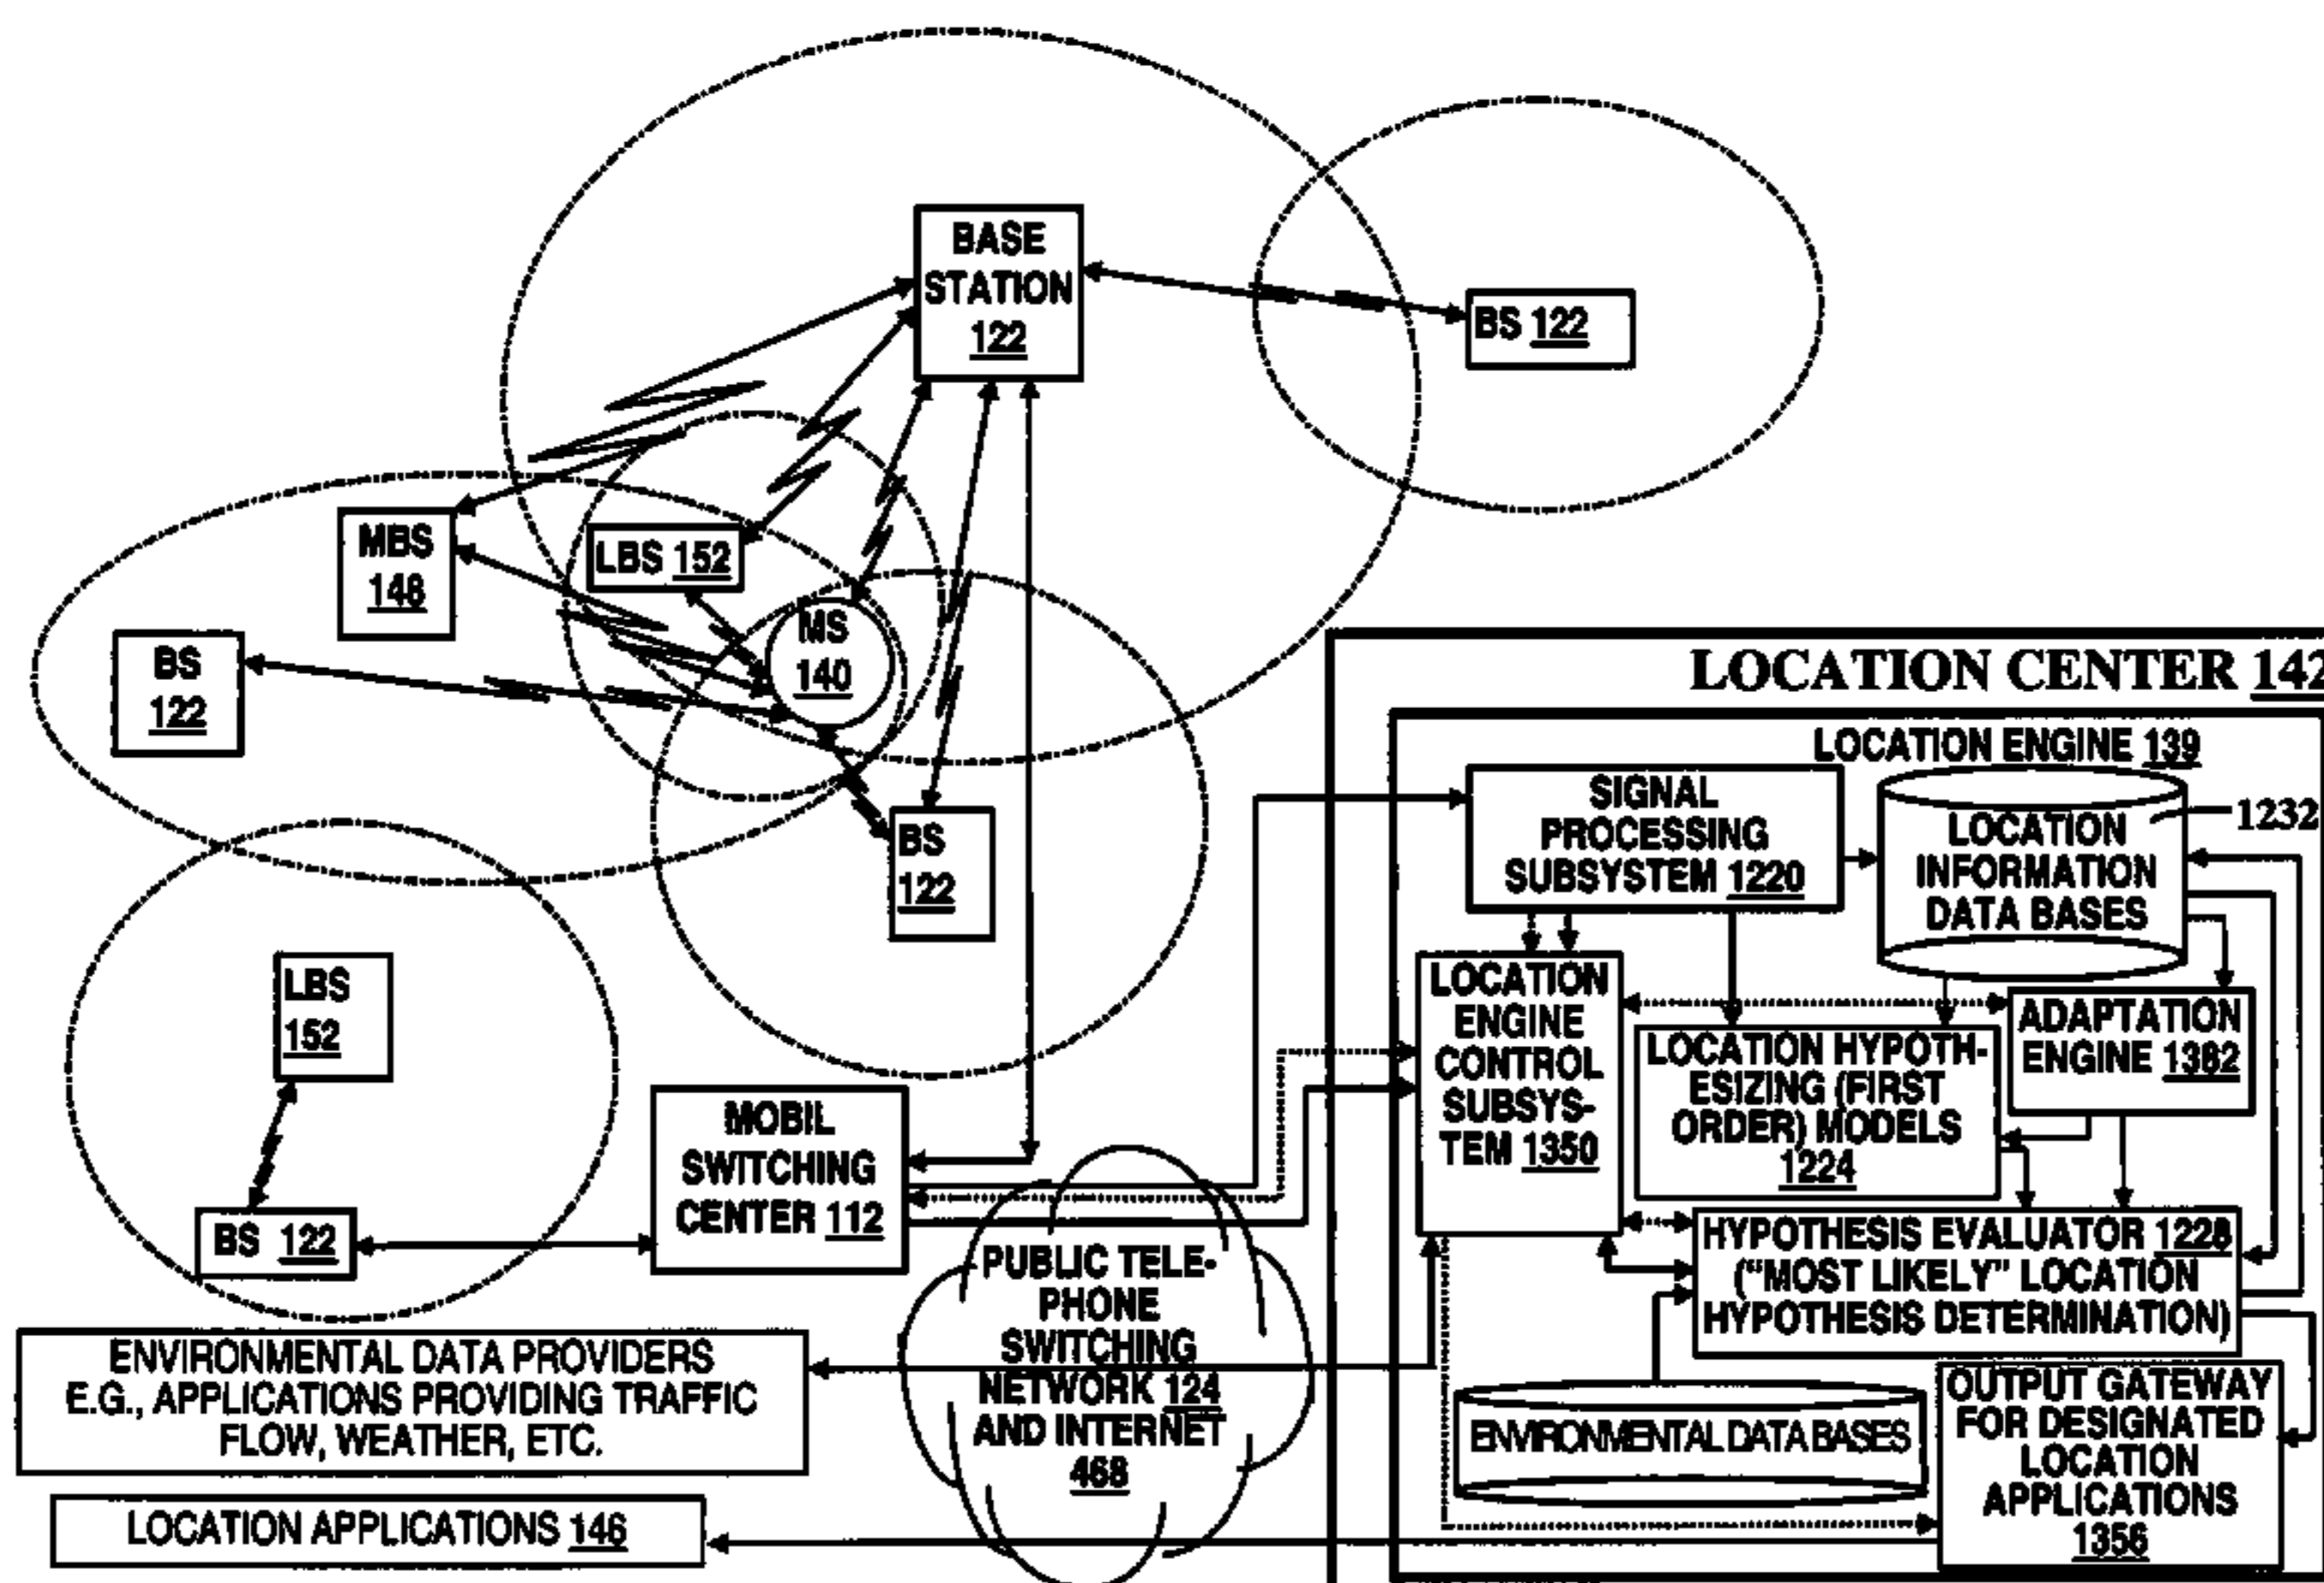 BASE
STATION
122
BS 122
MBS
148
LBS 152
MS
140
BS
122
BS
122
LBS
152
BS 122
MOBIL
SWITCHING
CENTER 112
PUBLIC TELE-
PHONE
SWITCHING
NETWORK 124
AND INTERNET
468
ENVIRONMENTAL DATA PROVIDERS
E.G., APPLICATIONS PROVIDING TRAFFIC
FLOW, WEATHER, ETC.
LOCATION APPLICATIONS 146
LOCATION CENTER 142
LOCATION ENGINE 139
SIGNAL
PROCESSING
SUBSYSTEM 1220
LOCATION
INFORMATION
DATA BASES
1232
LOCATION
ENGINE
CONTROL
SUBSYS-
TEM 1350
LOCATION HYPOTH-
ESIZING (FIRST
ORDER) MODELS
1224
ADAPTATION
ENGINE 1382
HYPOTHESIS EVALUATOR 1228
("MOST LIKELY" LOCATION
HYPOTHESIS DETERMINATION)
ENVIRONMENTAL DATA BASES
OUTPUT GATEWAY
FOR DESIGNATED
LOCATION
APPLICATIONS
1356